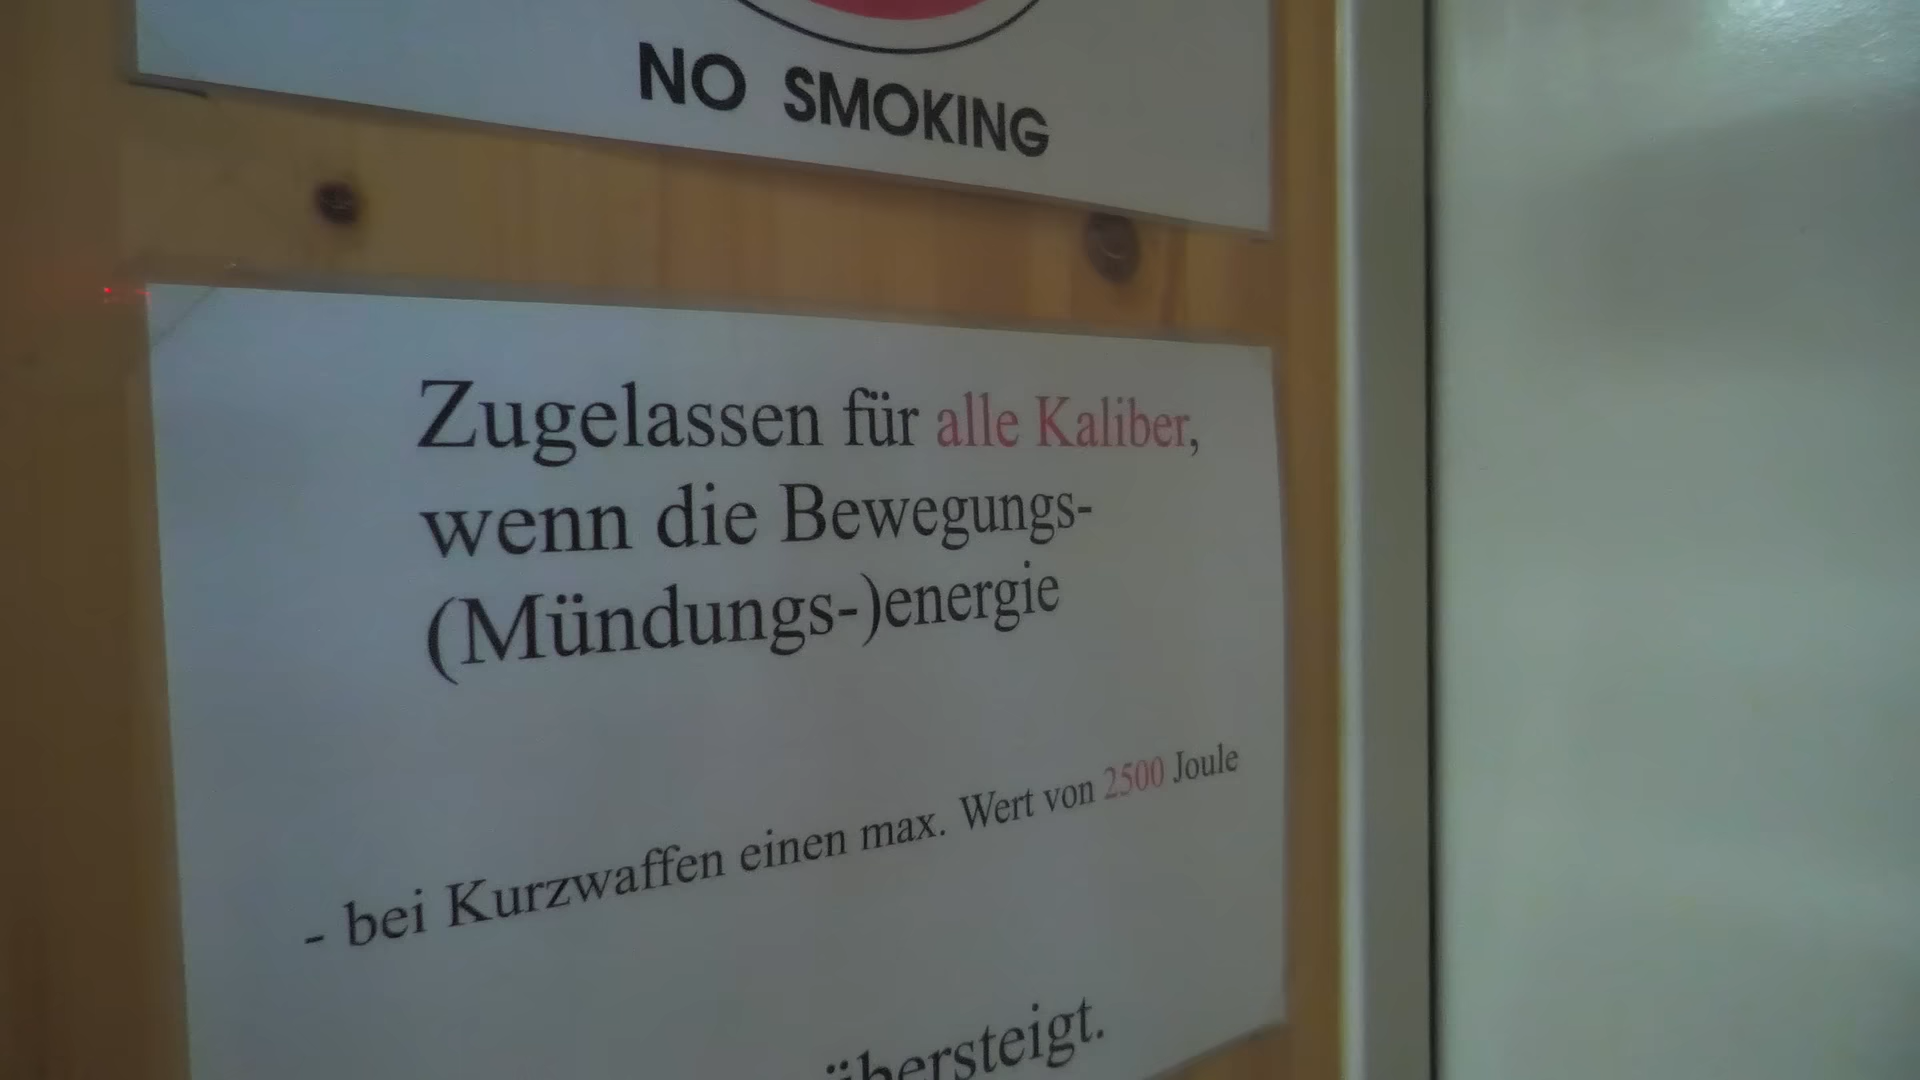 NO SMOKING
Zugelassen für alle Kaliber,
wenn die Bewegungs-
(Mündungs-)energie
- bei Kurzwaffen einen max. Wert von 2500 Joule
übersteigt.